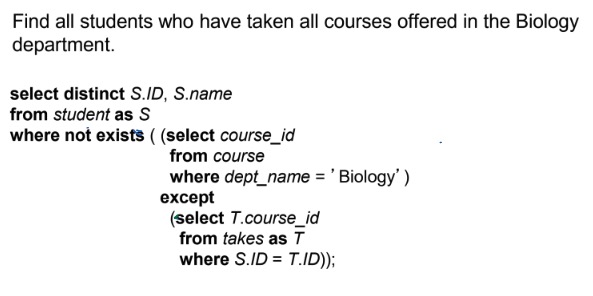 Find all students who have taken all courses offered in the Biology
department.
select distinct S.ID, S.name
from student as S
where not exists ( (select course_id
from course
where dept_name = ’ Biology’ )
except
(select T.course_id
from takes as T
where S.ID = T.ID));